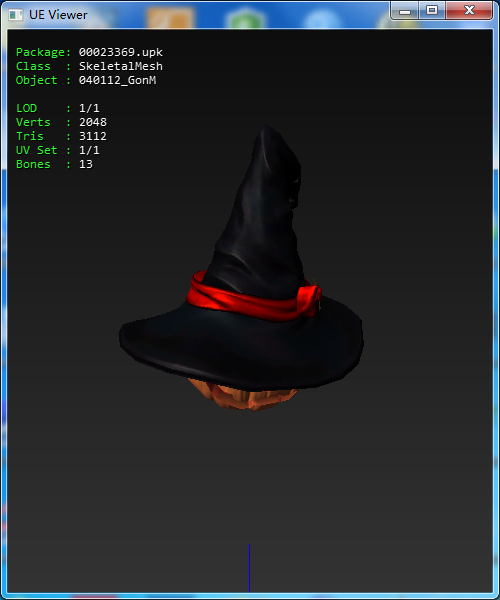 UE Viewer
Package: 00023369.upk
Class : SkeletalMesh
Object : 040112_GonM
LOD : 1/1
Verts : 2048
Tris : 3112
UV Set : 1/1
Bones : 13